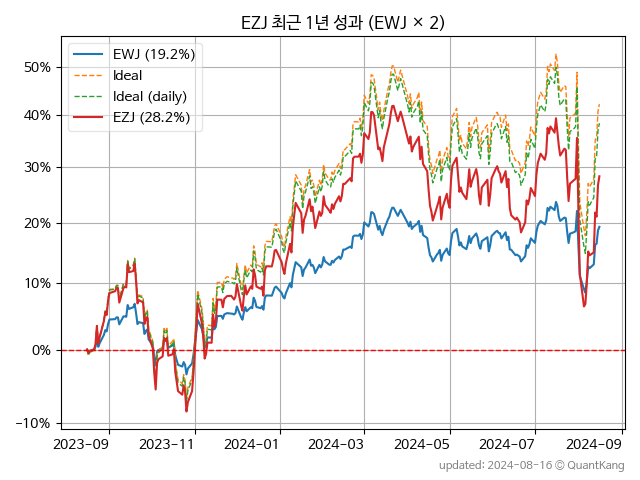 EZJ 최근 1년 성과 (EWJ × 2)
EWJ (19.2%)
Ideal
Ideal (daily)
EZJ (28.2%)
50%
40%
30%
20%
10%
0%
−10%
2023−09
2023−11
2024−01
2024−03
2024−05
2024−07
2024−09
updated: 2024-08-16 © QuantKang